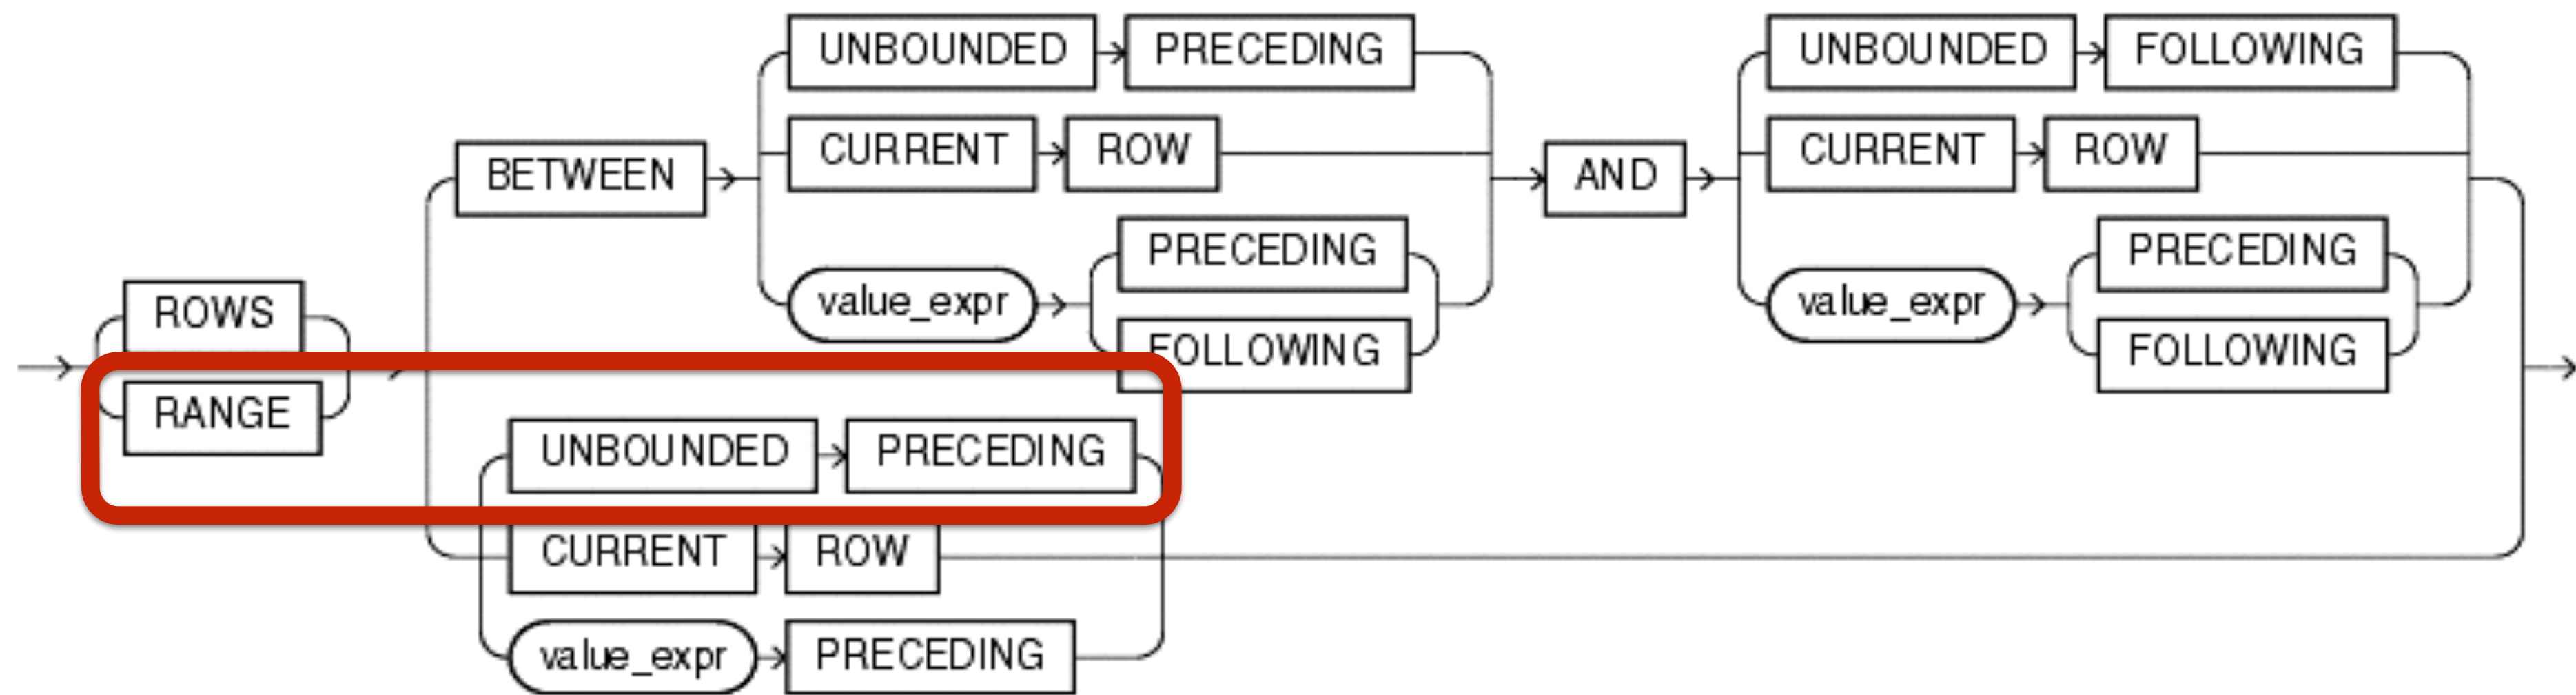 UNBOUNDED PRECEDING UNBOUNDED FOLLOWING
CURRENT ROW CURRENT ROW
BETWEEN AND
PRECEDING PRECEDING
value_expr value_expr
ROWS
FOLLOWING FOLLOWING
RANGE
UNBOUNDED PRECEDING
CURRENT ROW
value_expr PRECEDING